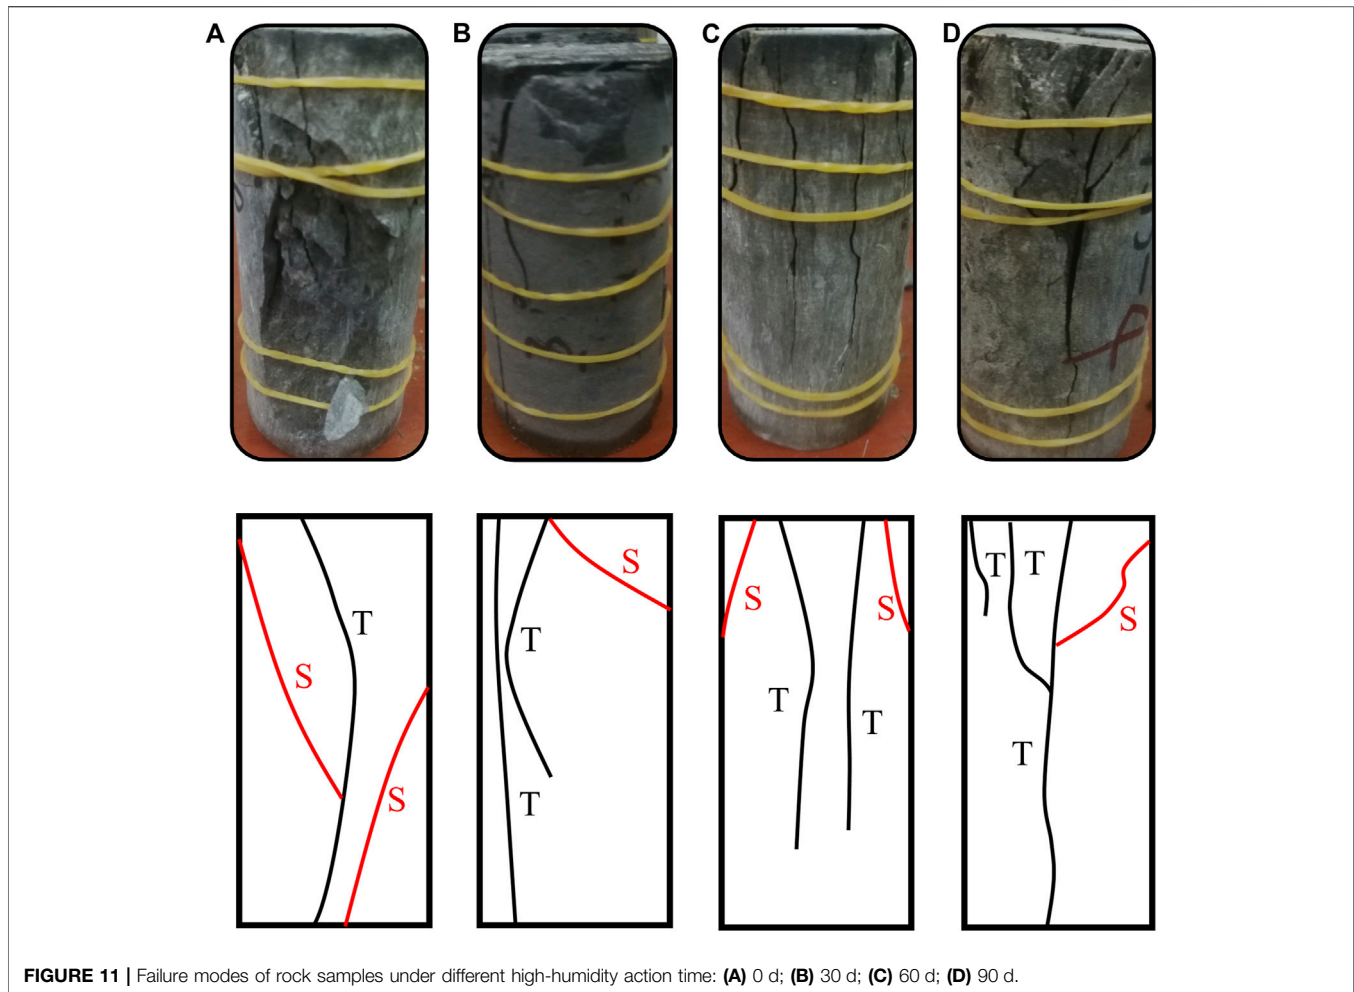 A
B
C
D
T
S
S
S
T
T
S
S
T
T
T
T
S
T
FIGURE 11 | Failure modes of rock samples under different high-humidity action time: (A) 0 d; (B) 30 d; (C) 60 d; (D) 90 d.